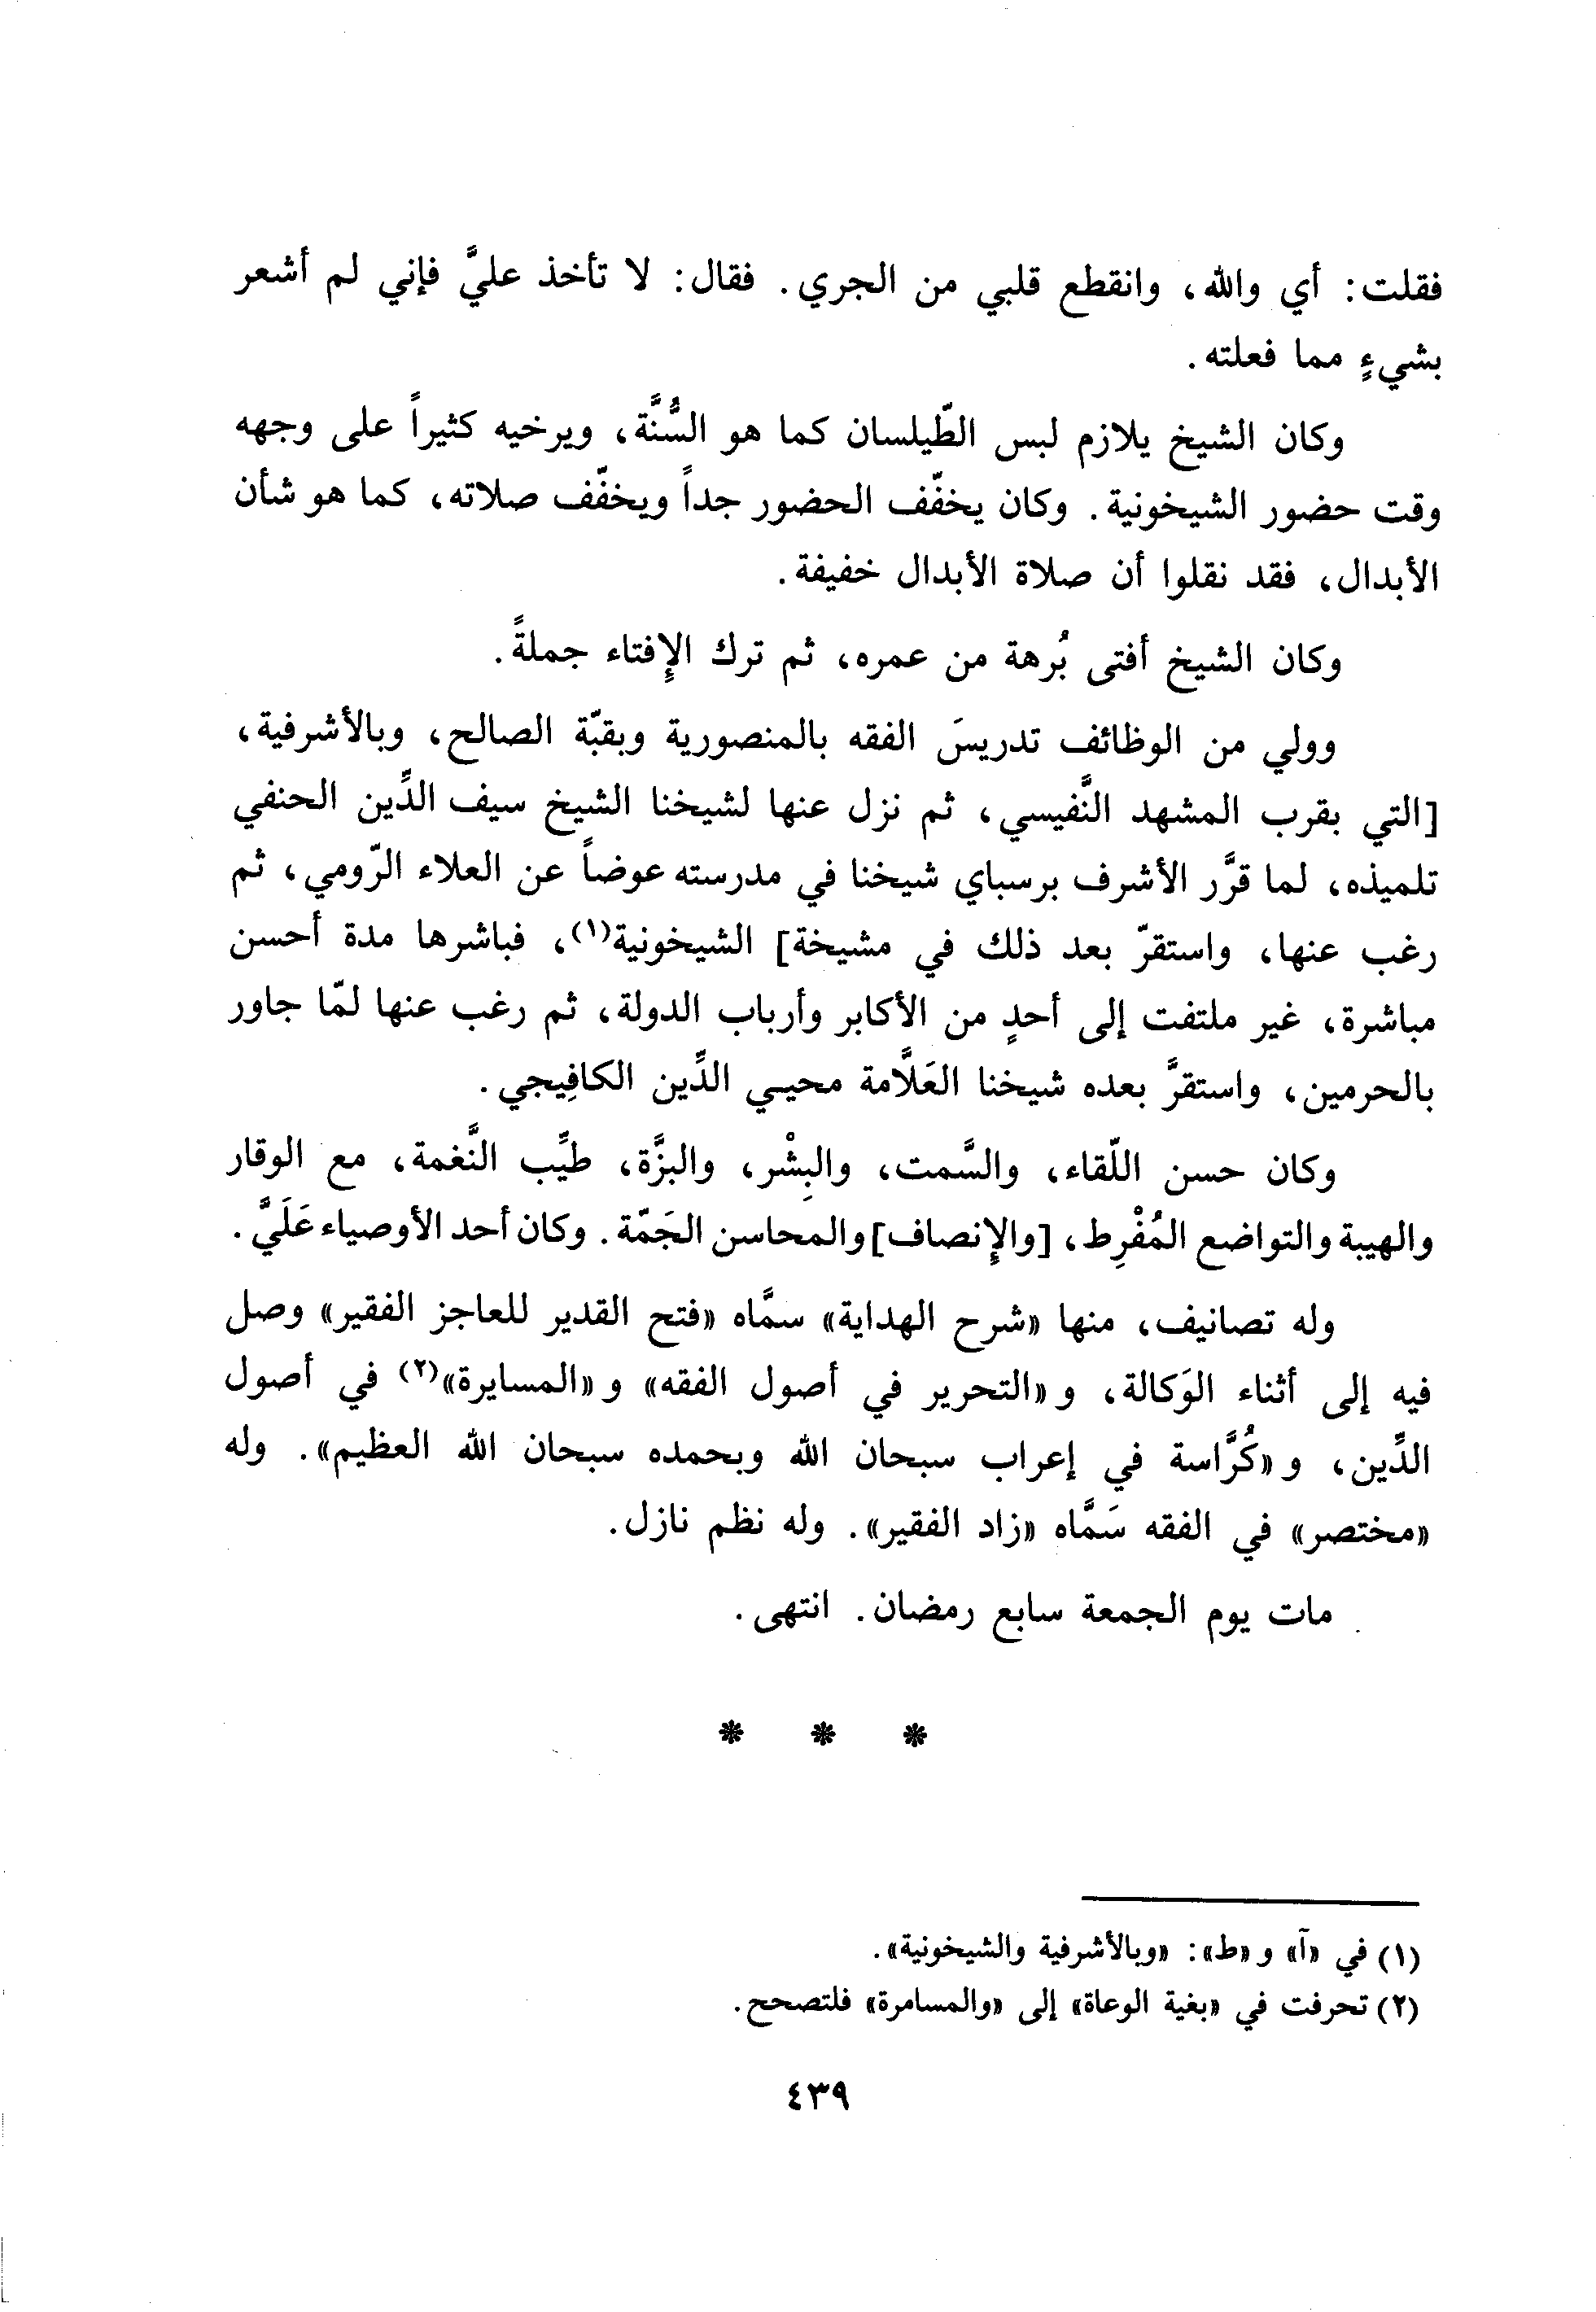 فقلت: أي والله، وانقطع قلبي من الجري. فقال: لا تأخذ عليَّ فإني لم أشعر
بشيءٍ مما فعلته.
وكان الشيخ يلازم لبس الطّيلسان كما هو السُّنَّة، ويرخيه كثيراً على وجهه
وقت حضور الشيخونية. وكان يخفّف الحضور جداً ويخفّف صلاته، كما هو شأن
الأبدال، فقد نقلوا أن صلاة الأبدال خفيفة.
وكان الشيخ أفتى بُرهة من عمره، ثم ترك الإفتاء جملةً.
وولي من الوظائف تدريسَ الفقه بالمنصورية وبقبّة الصالح، وبالأشرفية،
[التي بقرب المشهد النَّفيسي، ثم نزل عنها لشيخنا الشيخ سيف الدِّين الحنفي
تلميذه، لما قرَّر الأشرف برسباي شيخنا في مدرسته عوضاً عن العلاء الرّومي، ثم
رغب عنها، واستقرّ بعد ذلك في مشيخة] الشيخونية(١)، فباشرها مدة أحسن
مباشرة، غير ملتفت إلى أحدٍ من الأكابر وأرباب الدولة، ثم رغب عنها لمّا جاور
بالحرمين، واستقرَّ بعده شيخنا العَلاَّمة محيـي الدِّين الكافِيجي.
وكان حسن اللّقاء، والسَّمت، والبِشْر، والبزَّة، طيِّب النَّغمة، مع الوقار
والهيبة والتواضع المُفْرِط، [والإنصاف] والمحاسن الجَمّة. وكان أحد الأوصياء عَلَيَّ.
وله تصانيف، منها «شرح الهداية» سمَّاه «فتح القدير للعاجز الفقير» وصل
فيه إلى أثناء الوَكالة، و «التحرير في أصول الفقه» و «المسايرة»(٢) في أصول
الدِّين، و «كُرَّاسة في إعراب سبحان الله وبحمده سبحان الله العظيم». وله
«مختصر» في الفقه سَمَّاه «زاد الفقير». وله نظم نازل.
مات يوم الجمعة سابع رمضان. انتهى.
* * *
(١) في «آ» و «ط»: «وبالأشرفية والشيخونية».
(٢) تحرفت في «بغية الوعاة» إلى «والمسامرة» فلتصحح.
٤٣٩